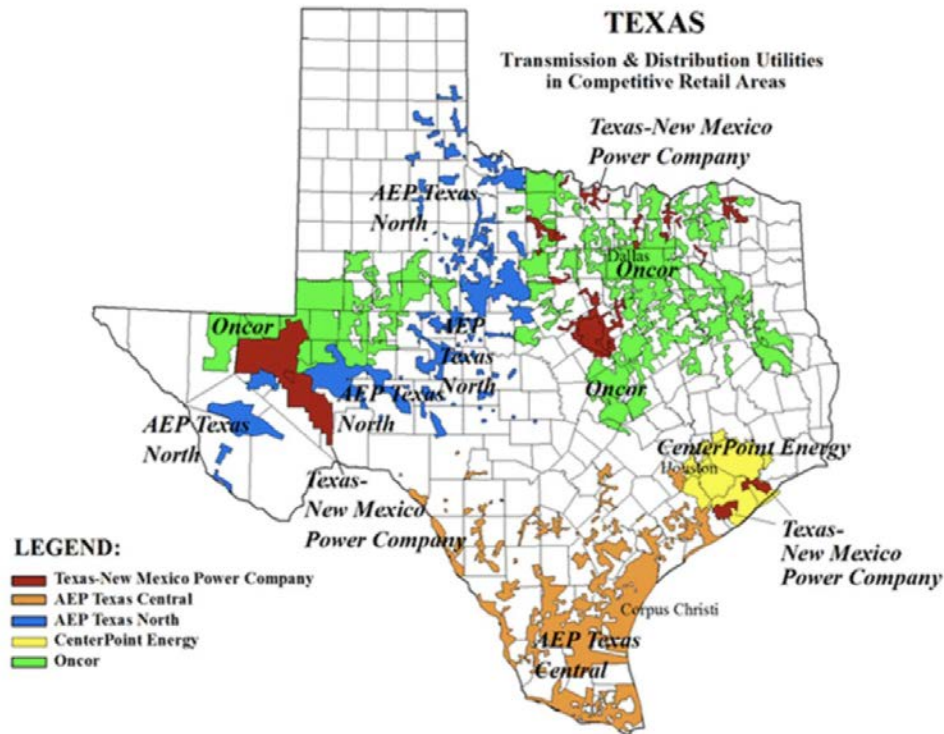 TEXAS
Transmission & Distribution Utilities
in Competitive Retail Areas
Texas-New Mexico
Power Company
AEP Texas
North
Dallas
Oncor
Oncor
AEP
Texas
North
AEP Texas
North
Oncor
AEP Texas
North
CenterPoint Energy
Houston
Texas-
New Mexico
Power Company
Texas-
New Mexico
Power Company
Corpus Christi
AEP Texas
Central
LEGEND:
Texas-New Mexico Power Company
AEP Texas Central
AEP Texas North
CenterPoint Energy
Oncor